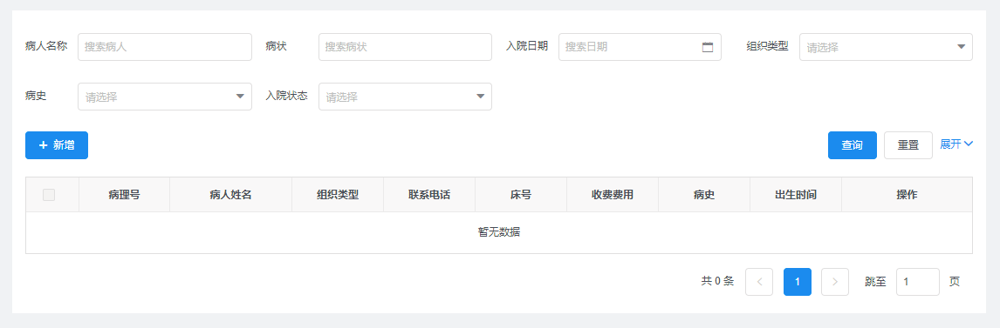 病人名称 搜索病人 病状 搜索病状 入院日期 搜索日期 组织类型 请选择
病史 请选择 入院状态 请选择
+ 新增 查询 重置 展开
病理号 病人姓名 组织类型 联系电话 床号 收费费用 病史 出生时间 操作
暂无数据
共 0 条 < 1 > 跳至 1 页